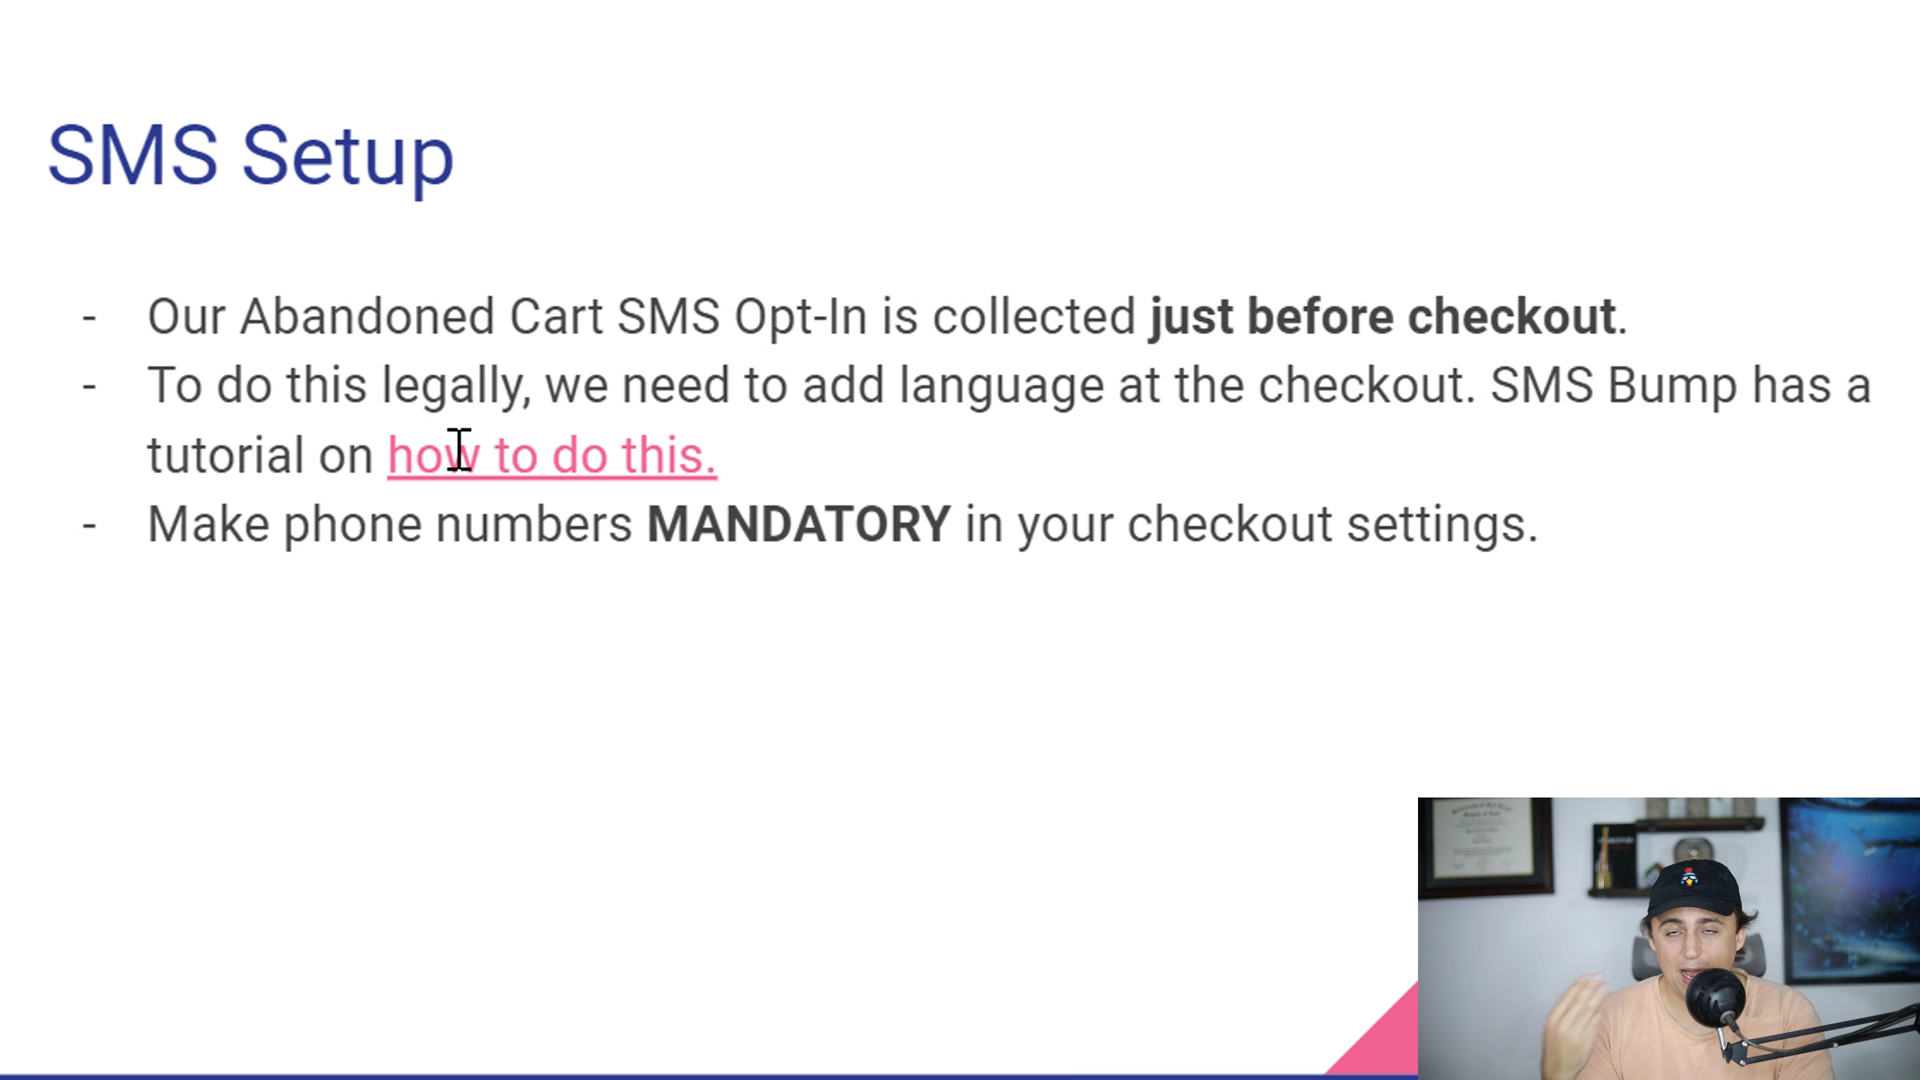 SMS Setup
- Our Abandoned Cart SMS Opt-In is collected just before checkout.
- To do this legally, we need to add language at the checkout. SMS Bump has a
tutorial on how to do this.
- Make phone numbers MANDATORY in your checkout settings.